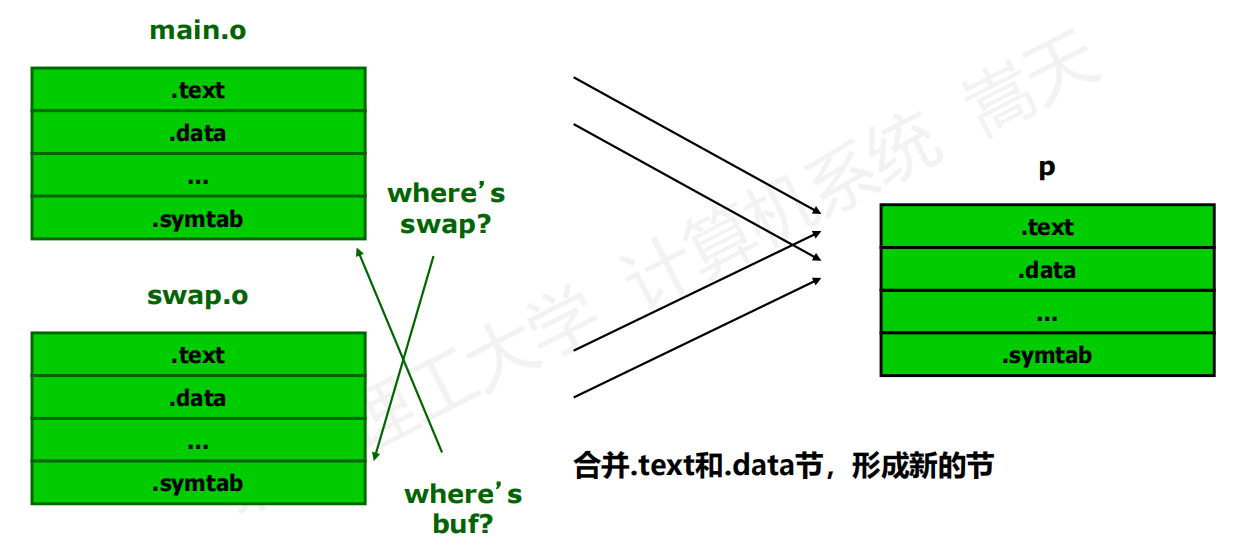 main.o
.text
.data
...
.symtab
where's
swap?
swap.o
.text
.data
...
.symtab
where's
buf?
p
.text
.data
...
.symtab
合并.text和.data节，形成新的节
理工大学 计算机系统 嵩天